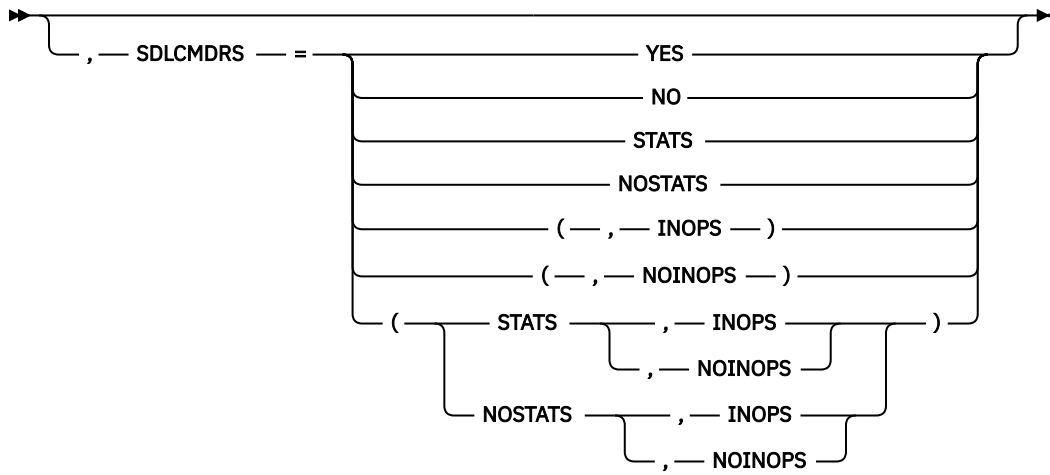 , SDLCMDRS = YES
NO
STATS
NOSTATS
( , INOPS )
( , NOINOPS )
( STATS , INOPS )
, NOINOPS
NOSTATS , INOPS
, NOINOPS